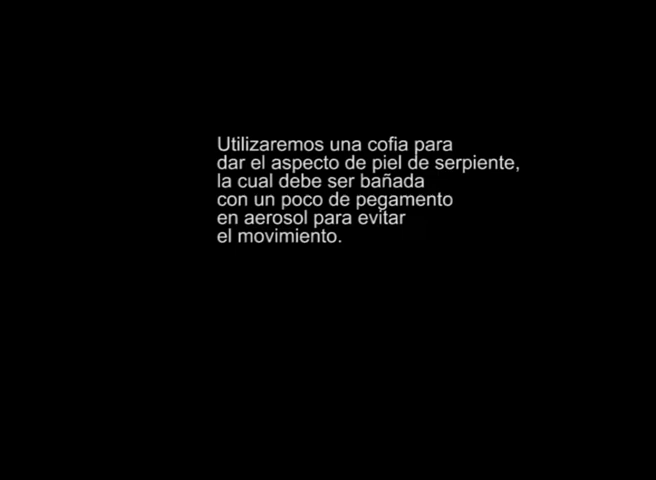 Utilizaremos una cofia para
dar el aspecto de piel de serpiente,
la cual debe ser bañada
con un poco de pegamento
en aerosol para evitar
el movimiento.